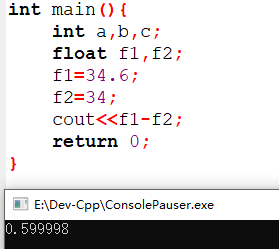 int main(){
int a,b,c;
float f1,f2;
f1=34.6;
f2=34;
cout<<f1-f2;
return 0;
}
E:\Dev-Cpp\ConsolePauser.exe
0.599998